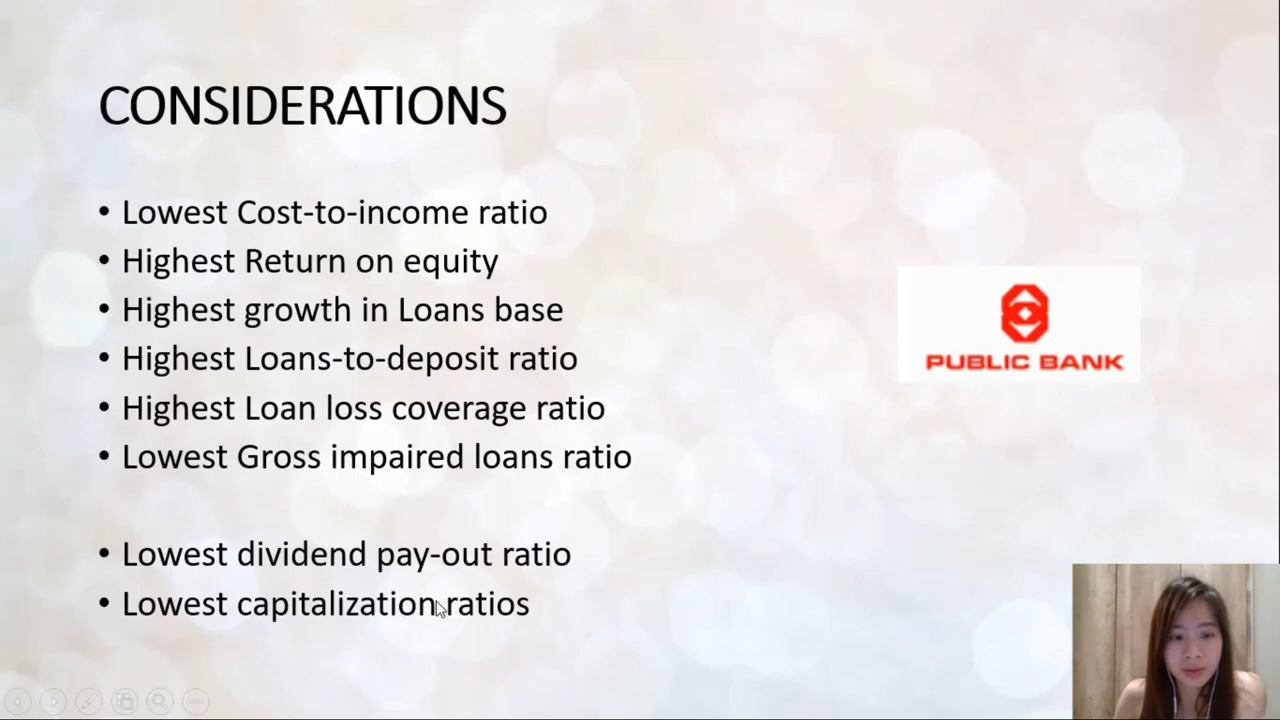 CONSIDERATIONS
• Lowest Cost-to-income ratio
• Highest Return on equity
• Highest growth in Loans base
• Highest Loans-to-deposit ratio
• Highest Loan loss coverage ratio
• Lowest Gross impaired loans ratio
• Lowest dividend pay-out ratio
• Lowest capitalization ratios
PUBLIC BANK